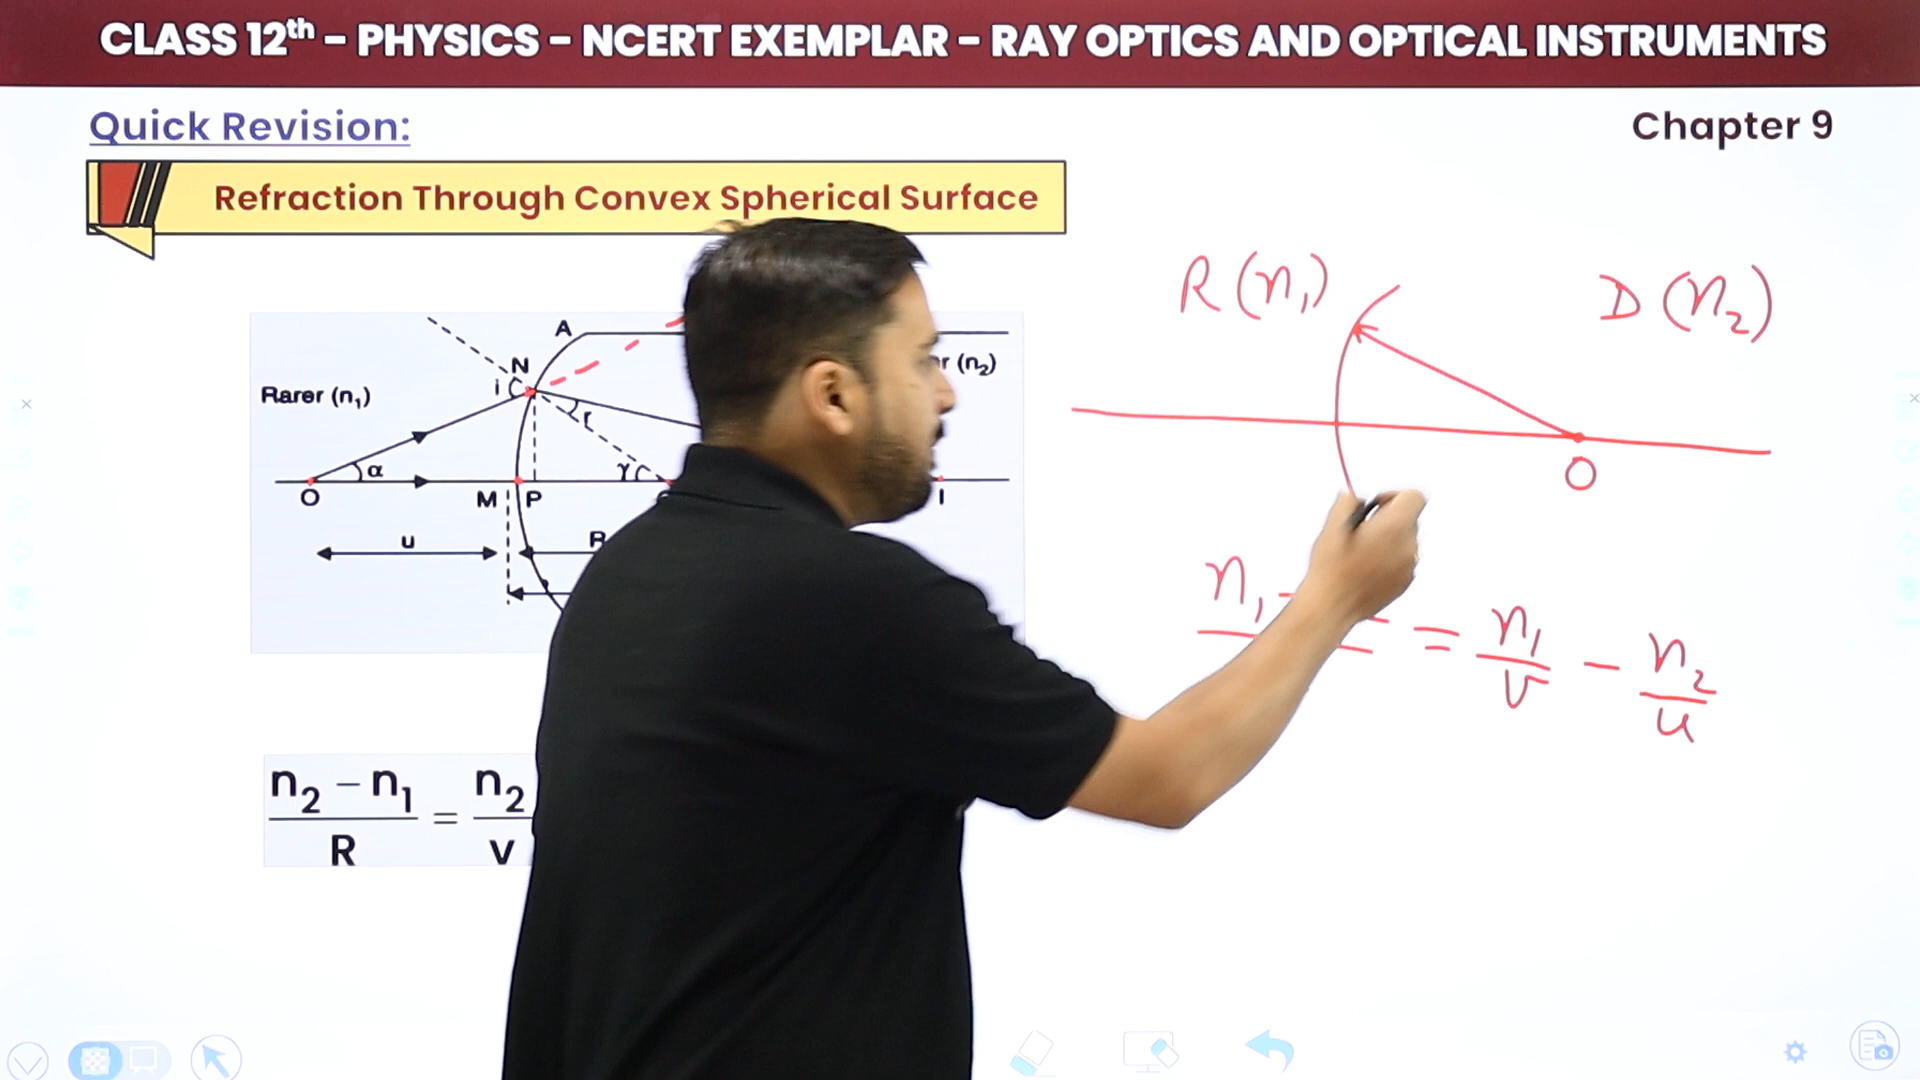 CLASS 12th - PHYSICS - NCERT EXEMPLAR - RAY OPTICS AND OPTICAL INSTRUMENTS
Quick Revision:
Chapter 9
Refraction Through Convex Spherical Surface
R (n₁)
D (n₂)
A
N
i
r (n₂)
Rarer (n₁)
r
α
γ
O
M
P
I
O
u
R
n₁ - = n₁/v - n₂/u
n₂ - n₁/R = n₂/v